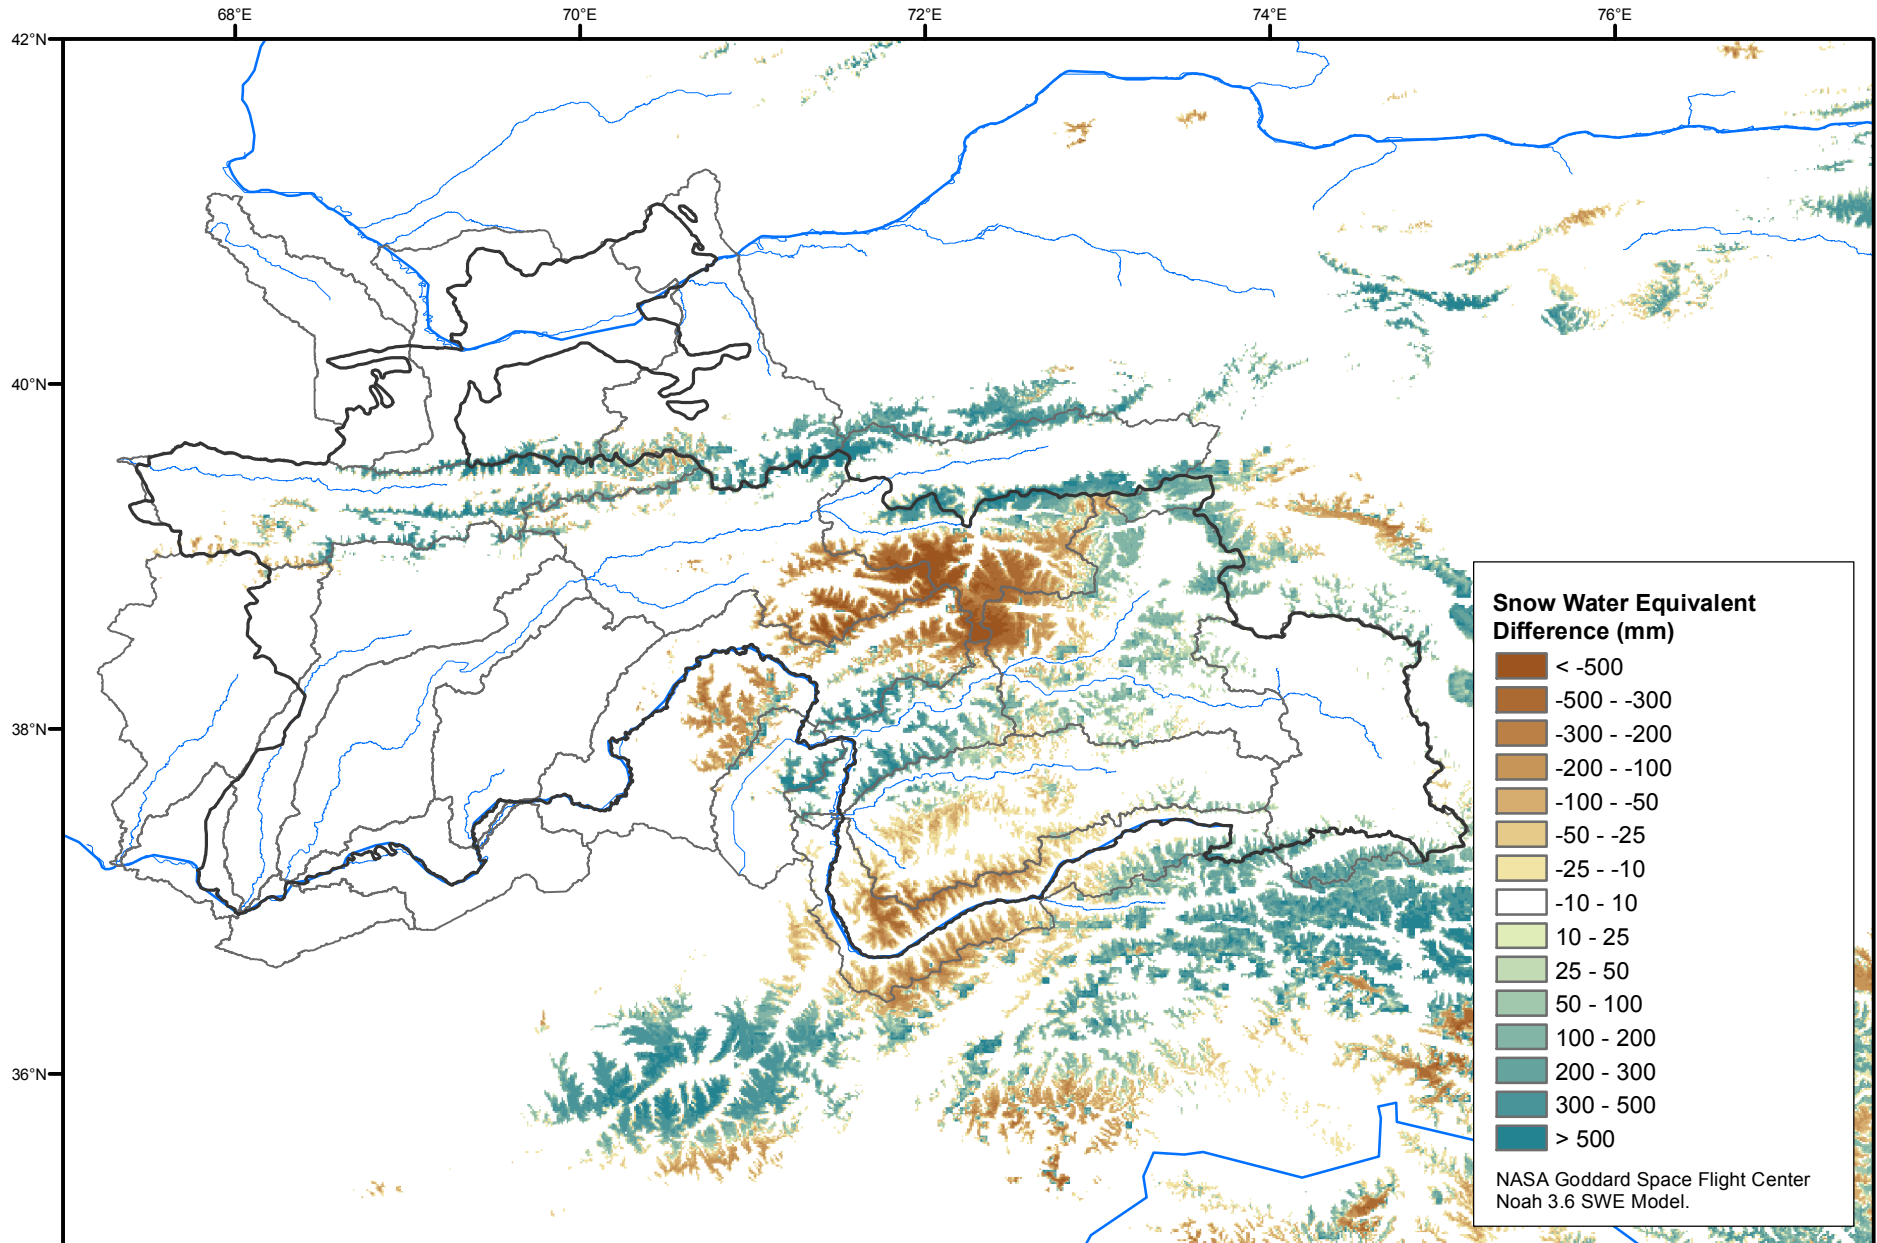 68°E
70°E
72°E
74°E
76°E
42°N
40°N
38°N
36°N
Snow Water Equivalent
Difference (mm)
< -500
-500 - -300
-300 - -200
-200 - -100
-100 - -50
-50 - -25
-25 - -10
-10 - 10
10 - 25
25 - 50
50 - 100
100 - 200
200 - 300
300 - 500
> 500
NASA Goddard Space Flight Center
Noah 3.6 SWE Model.